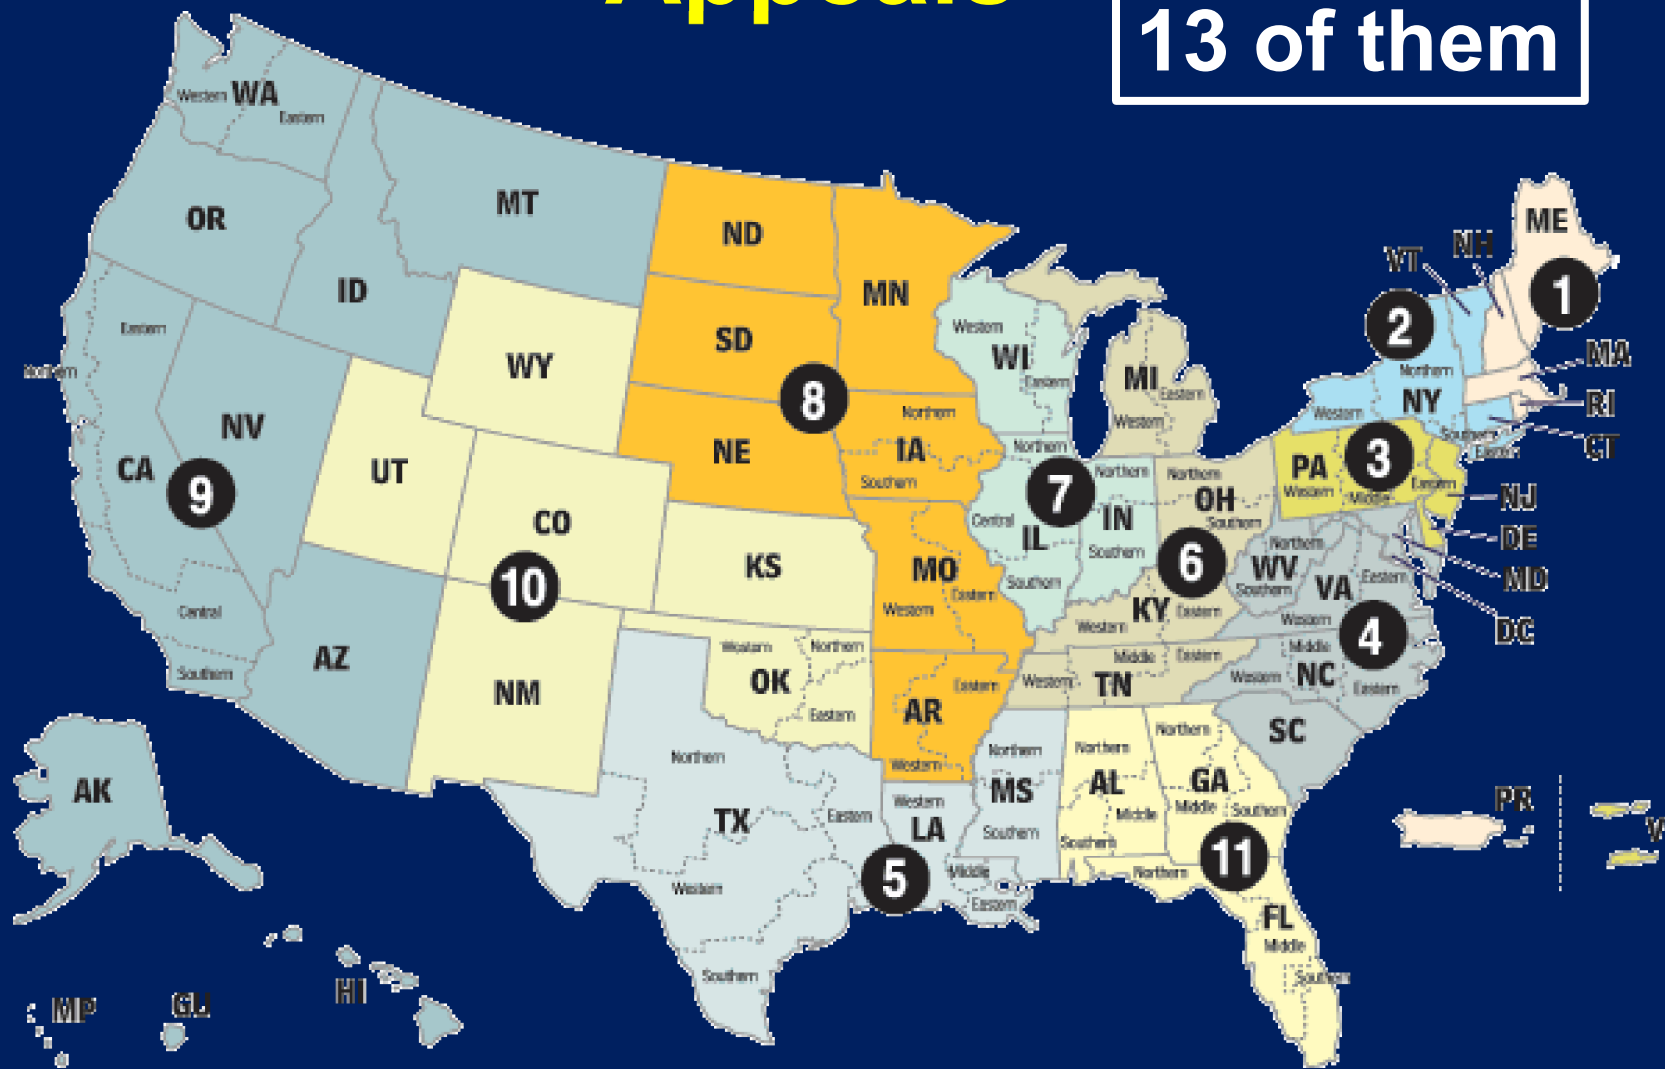 Appeals
13 of them
WA
Western
Eastern
OR
MT
ID
ND
MN
ME
NH
VT
1
2
Eastern
Northern
WY
SD
8
Western
WI
Eastern
MI
Eastern
Western
Northern
NY
Western
Southern
Eastern
MA
RI
CT
NV
CA
9
UT
NE
Northern
IA
Southern
Northern
7
Central
IL
Southern
Northern
IN
Southern
Northern
OH
Southern
6
PA
3
Western
Middle
Eastern
NJ
DE
MD
DC
CO
10
KS
MO
Western
Eastern
KY
Western
Eastern
Northern
WV
Southern
VA
Eastern
Western
4
Central
Southern
AZ
NM
Western
Northern
OK
Eastern
AR
Eastern
Western
Western
Middle
Eastern
TN
Middle
Western
NC
Eastern
SC
AK
Northern
TX
Eastern
Western
Southern
Western
LA
5
Middle
Eastern
Northern
MS
Southern
Northern
AL
Middle
Southern
Northern
GA
Middle
Southern
11
Northern
FL
Middle
Southern
PR
V
MP
GU
HI